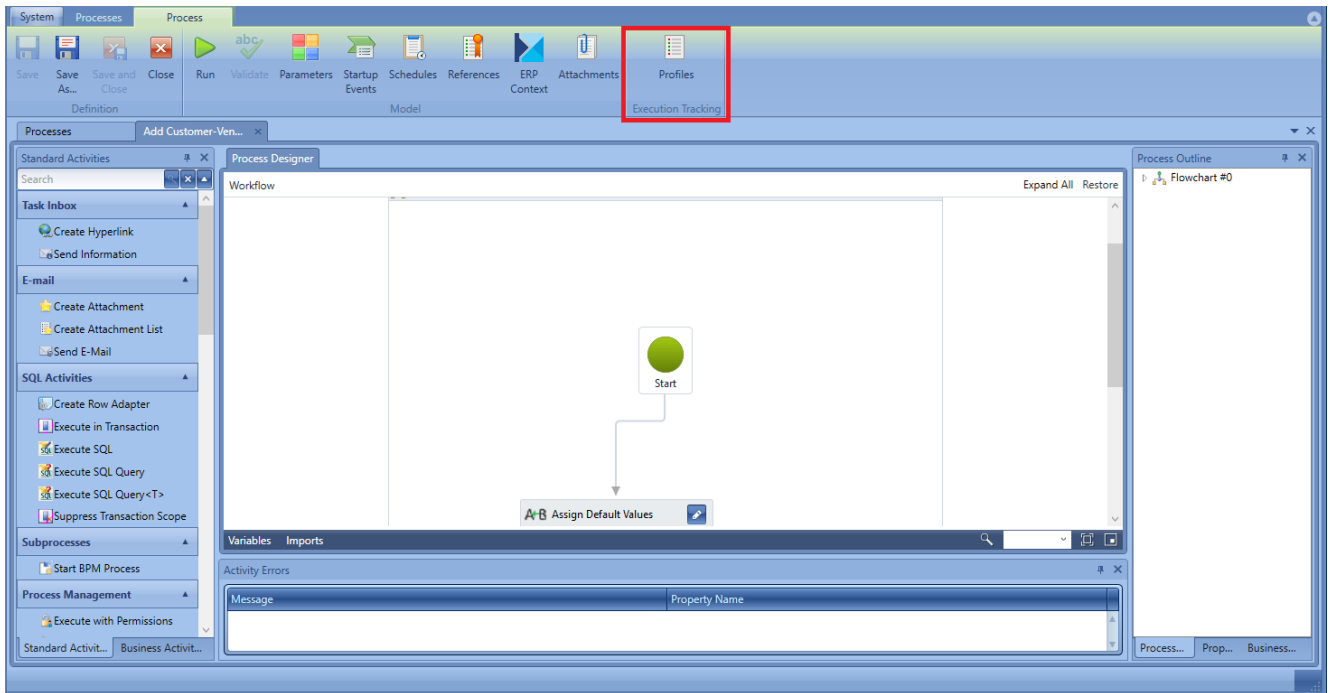 System Processes Process
Save Save As... Save and Close Close Run abc Validate Parameters Startup Events Schedules References ERP Context Attachments Profiles
Definition Model Execution Tracking
Processes Add Customer-Ven...
Standard Activities Process Designer Process Outline
Search Workflow Expand All Restore Flowchart #0
Task Inbox
Create Hyperlink
Send Information
E-mail
Create Attachment
Create Attachment List
Send E-Mail
Start
SQL Activities
Create Row Adapter
Execute in Transaction
Execute SQL
Execute SQL Query
Execute SQL Query<T>
Suppress Transaction Scope
A+B Assign Default Values
Subprocesses Variables Imports
Start BPM Process Activity Errors
Process Management Message Property Name
Execute with Permissions
Standard Activit... Business Activit... Process... Prop... Business...